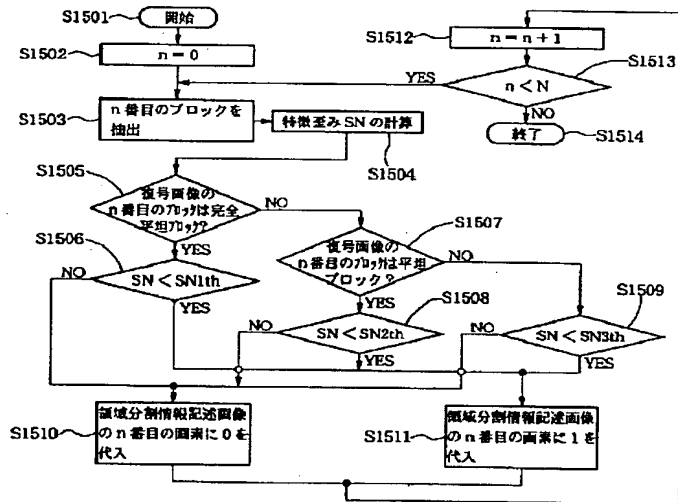 S1501
開始
S1502
n=0
S1512
n=n+1
S1513
n<N
YES
NO
S1514
終了
S1503
n番目のブロックを
抽出
特徴歪みSNの計算
S1504
S1505
復号画像の
n番目のブロックは完全
平坦ブロック?
NO
YES
S1506
SN<SN1th
NO
YES
S1507
復号画像の
n番目のブロックは平坦
ブロック?
NO
YES
S1508
SN<SN2th
NO
YES
S1509
SN<SN3th
NO
YES
S1510
領域分割情報記述画像
のn番目の画素に0を
代入
S1511
領域分割情報記述画像
のn番目の画素に1を
代入